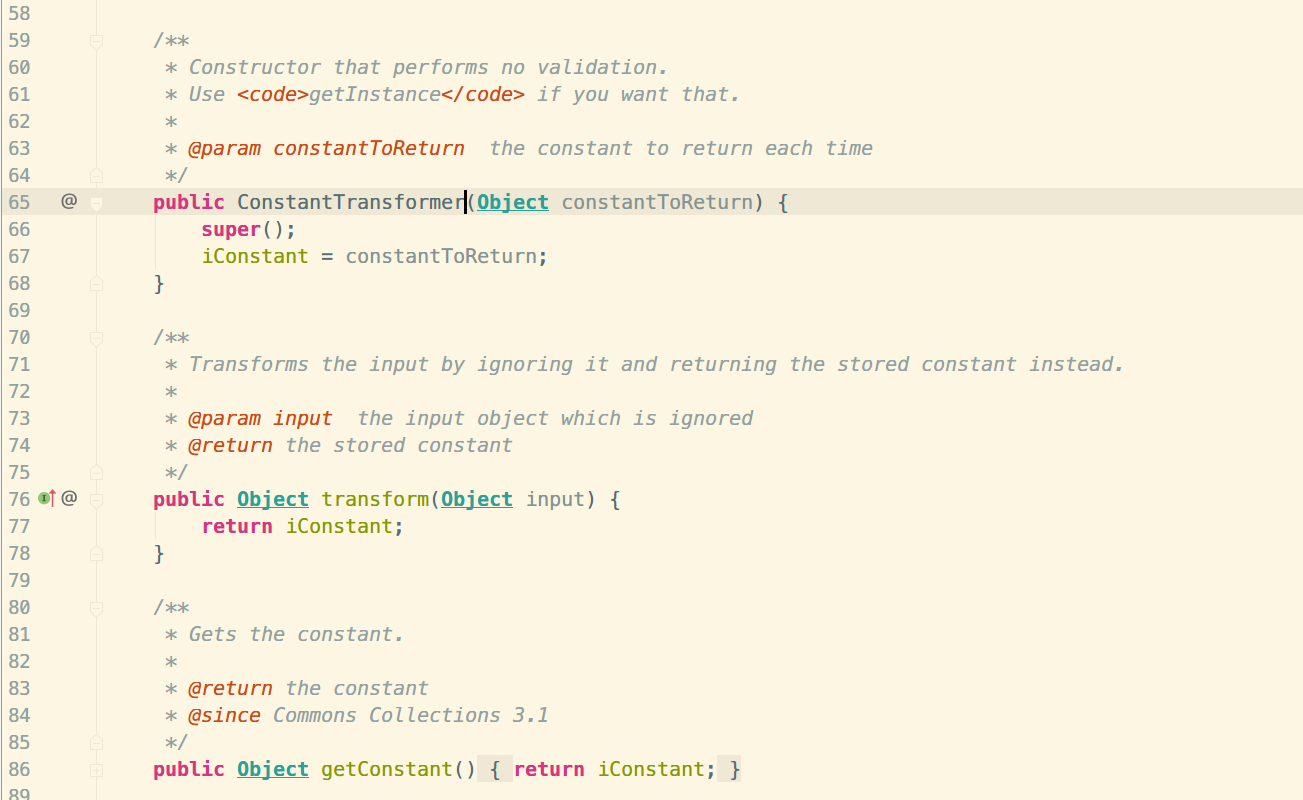 58
59 /**
60 * Constructor that performs no validation.
61 * Use <code>getInstance</code> if you want that.
62 *
63 * @param constantToReturn  the constant to return each time
64 */
65 @ public ConstantTransformer(Object constantToReturn) {
66 super();
67 iConstant = constantToReturn;
68 }
69
70 /**
71 * Transforms the input by ignoring it and returning the stored constant instead.
72 *
73 * @param input  the input object which is ignored
74 * @return the stored constant
75 */
76 I @ public Object transform(Object input) {
77 return iConstant;
78 }
79
80 /**
81 * Gets the constant.
82 *
83 * @return the constant
84 * @since Commons Collections 3.1
85 */
86 public Object getConstant() { return iConstant; }
89